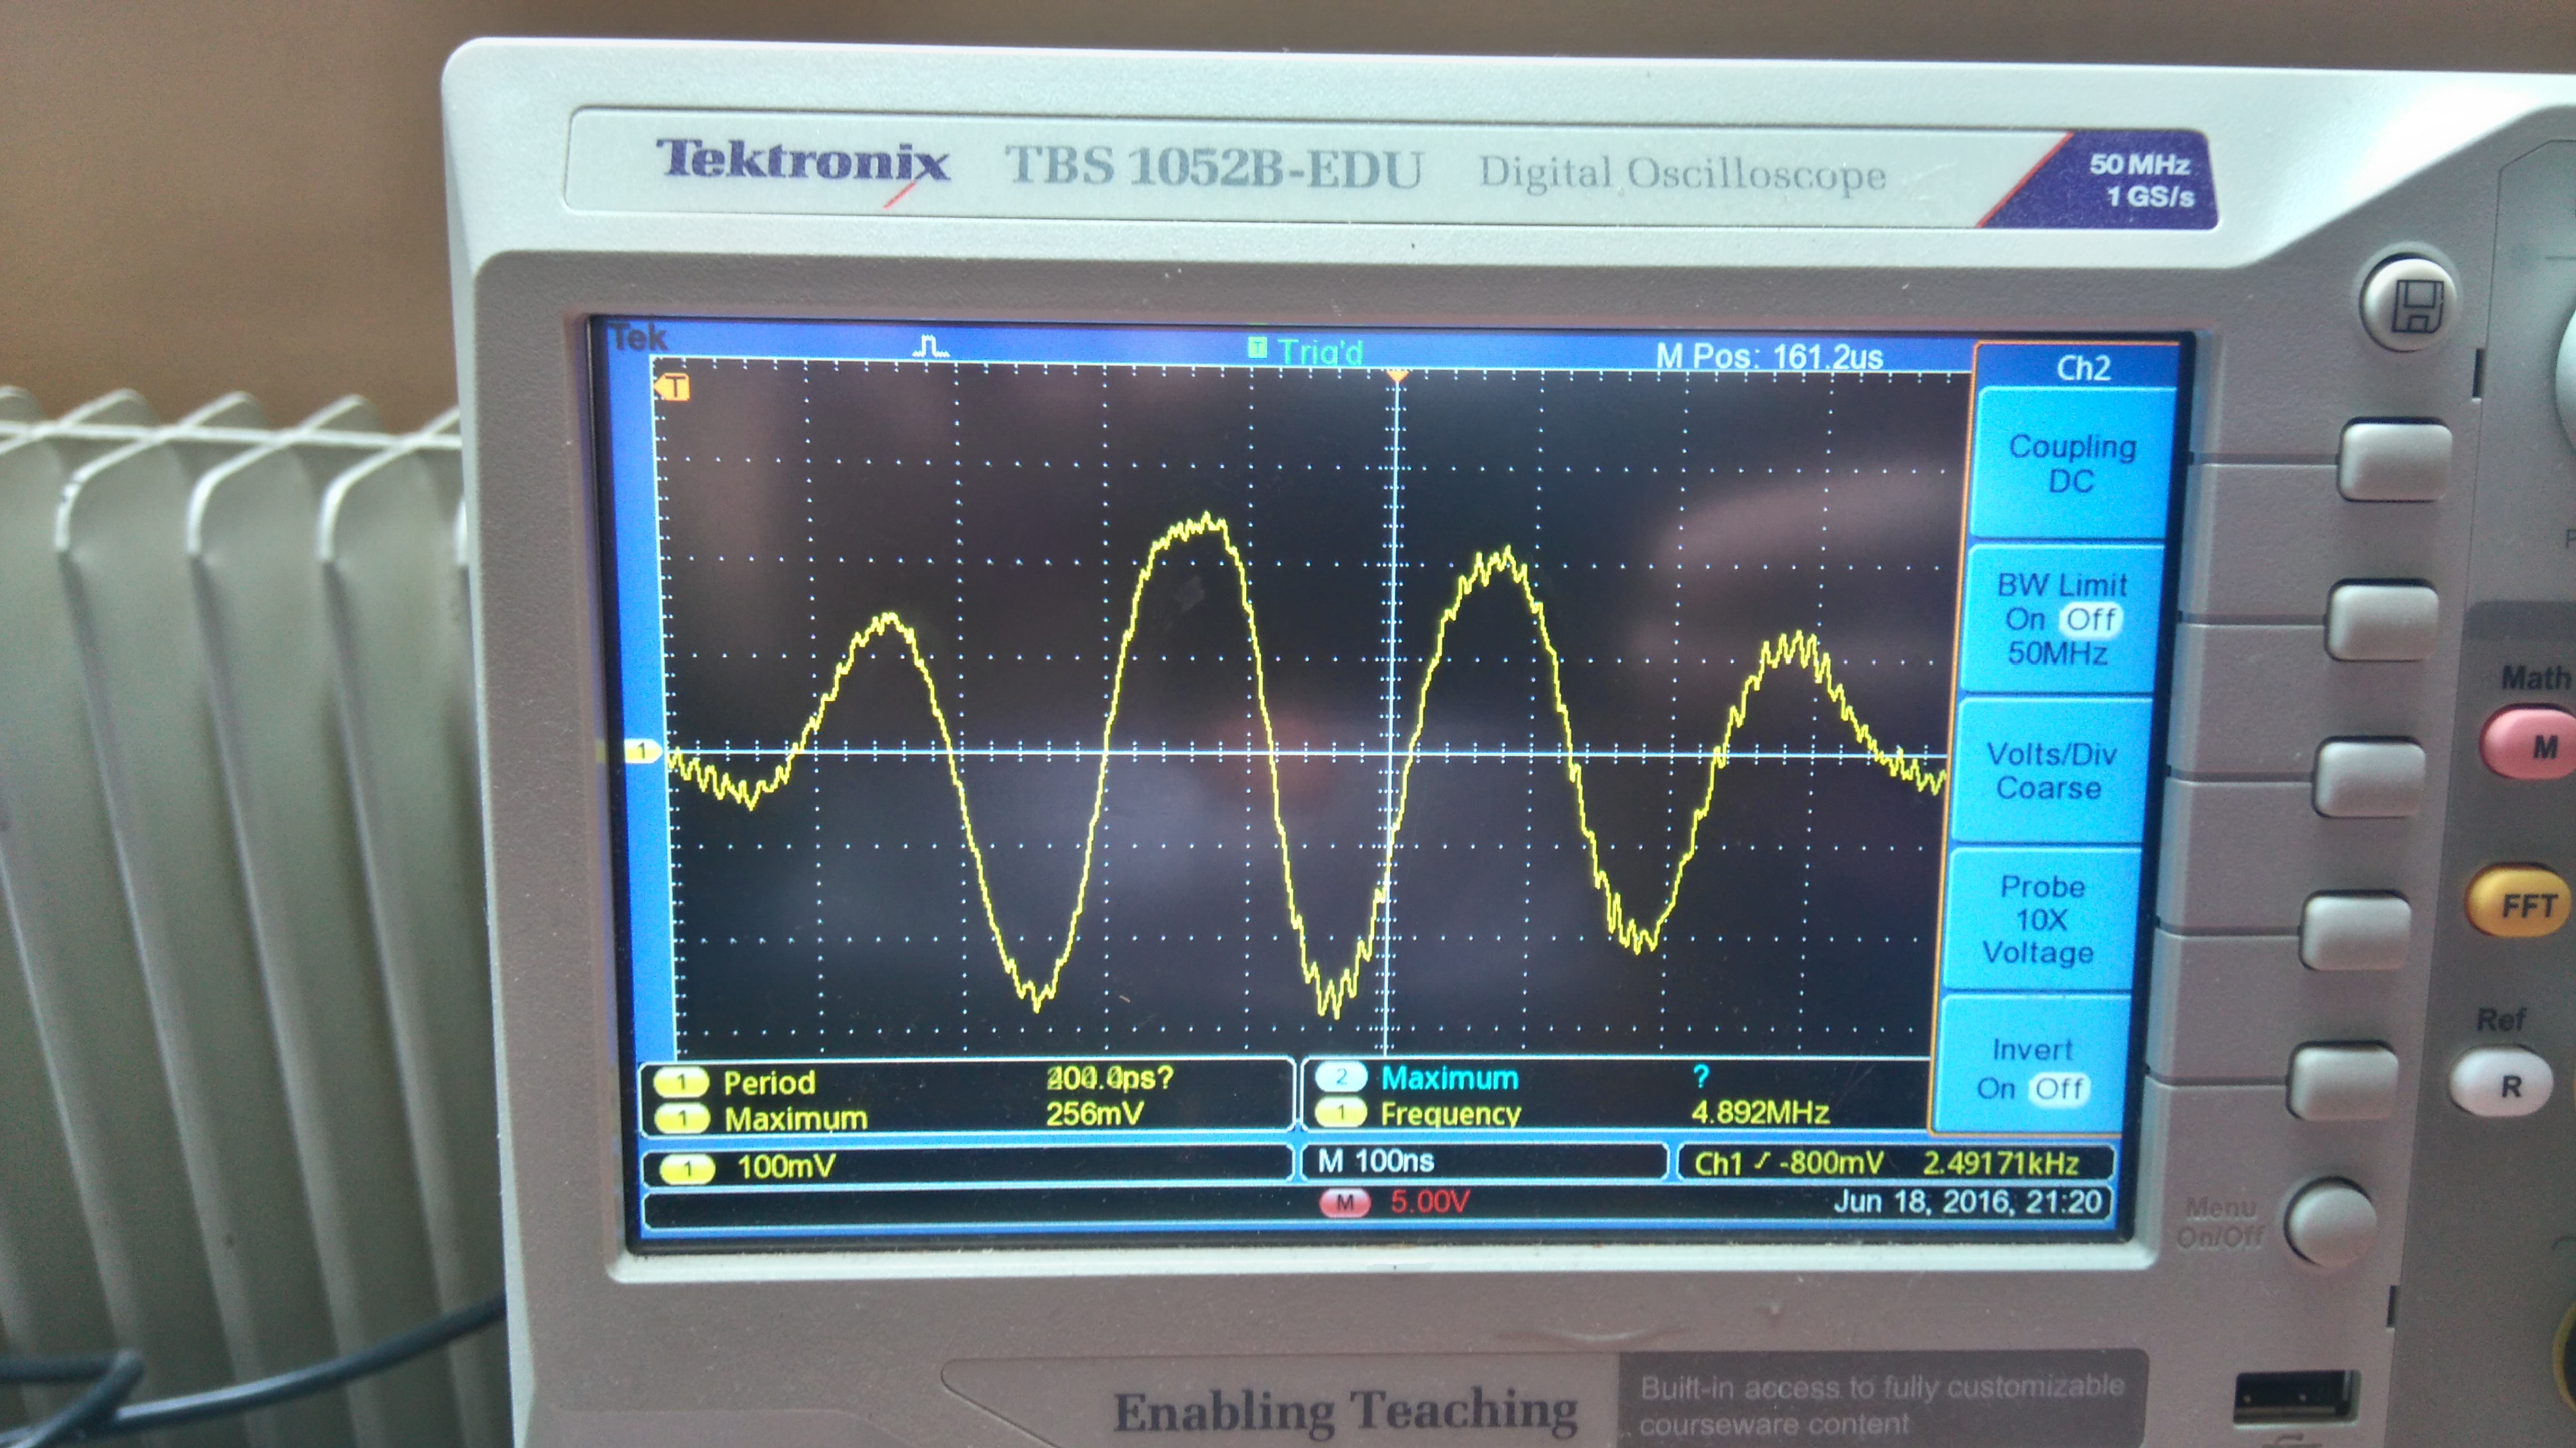 Tektronix TBS 1052B-EDU Digital Oscilloscope
50 MHz
1 GS/s
Tek
T Trig'd
M Pos: 161.2us
T
1
Ch2
Coupling
DC
BW Limit
On Off
50MHz
Volts/Div
Coarse
Probe
10X
Voltage
Invert
On Off
1 Period
1 Maximum 256mV
2 Maximum ?
1 Frequency 4.892MHz
1 100mV
M 100ns
Ch1 -800mV 2.49171kHz
M 5.00V
Jun 18, 2016, 21:20
Math
M
FFT
Ref
R
Menu
On/Off
Enabling Teaching
Built-in access to fully customizable
courseware content